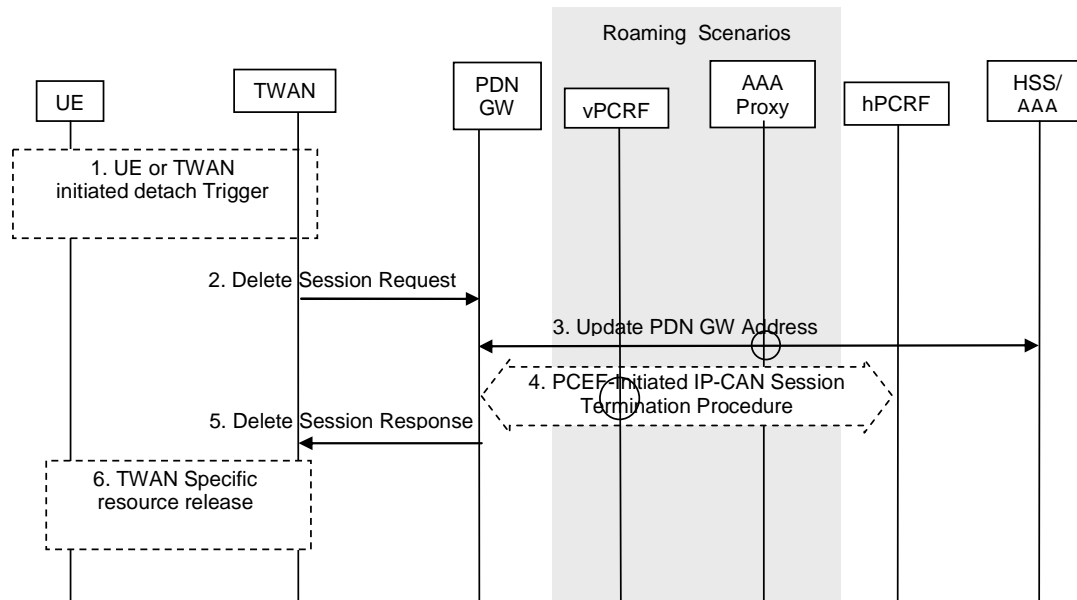 Roaming Scenarios
UE
TWAN
PDN
GW
vPCRF
AAA
Proxy
hPCRF
HSS/
AAA
1. UE or TWAN
initiated detach Trigger
2. Delete Session Request
3. Update PDN GW Address
4. PCEF-Initiated IP-CAN Session
Termination Procedure
5. Delete Session Response
6. TWAN Specific
resource release